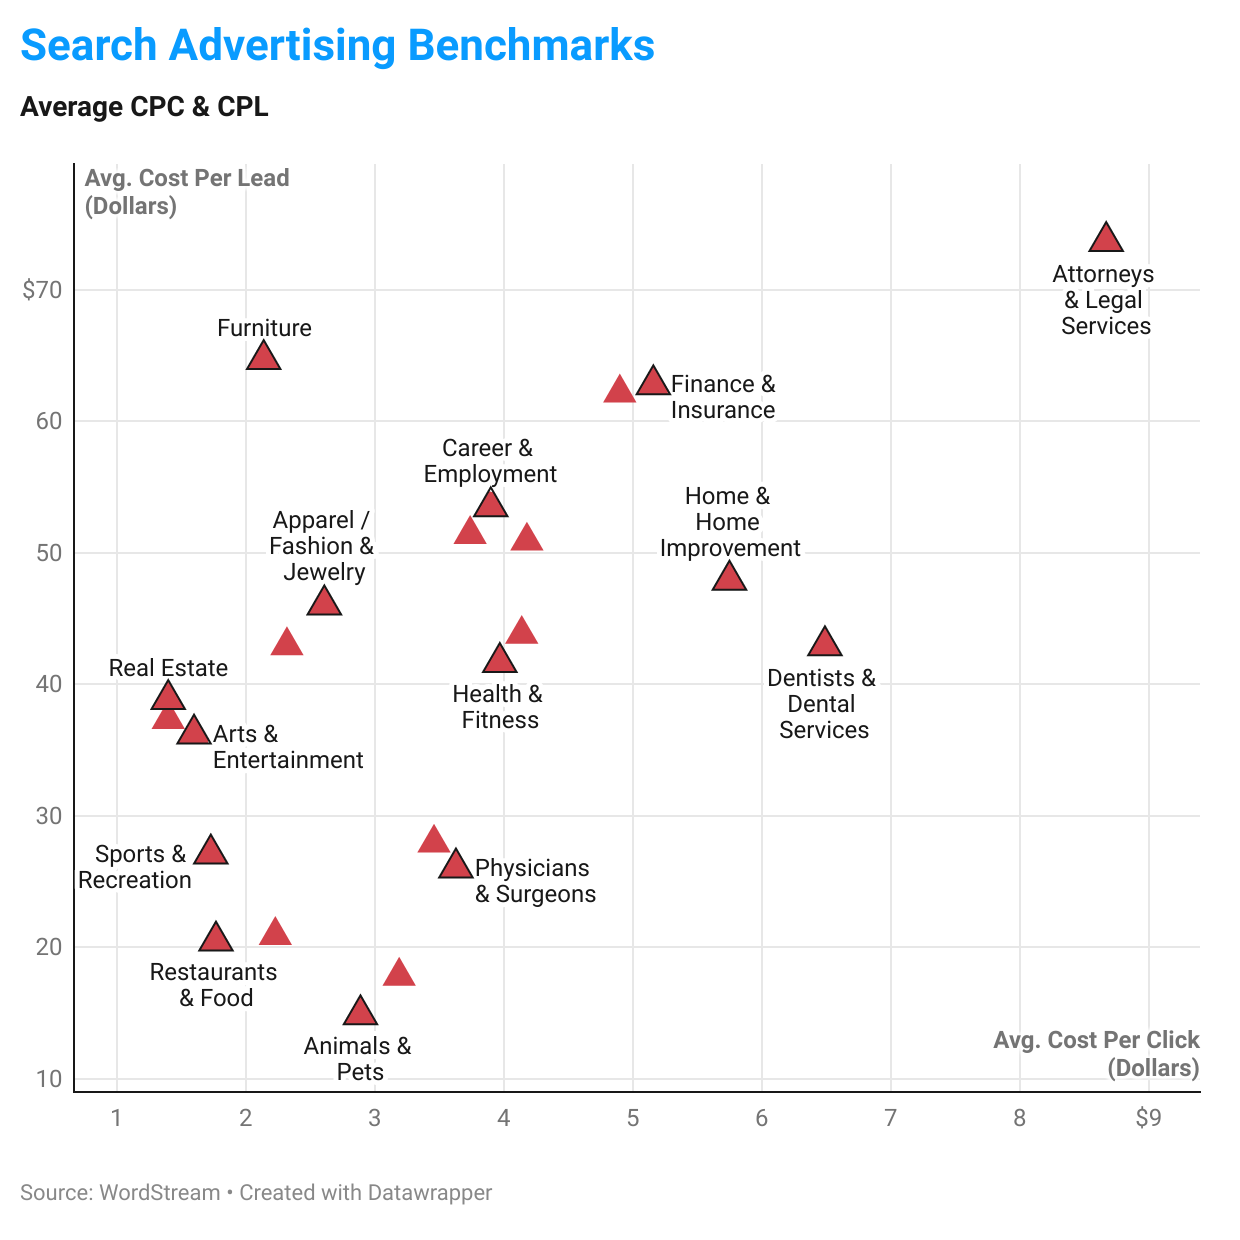 Search Advertising Benchmarks
Average CPC & CPL
Avg. Cost Per Lead
(Dollars)
Attorneys
& Legal
Services
$70
Furniture
Finance &
Insurance
60
Career &
Employment
Home &
Home
Improvement
Apparel /
Fashion &
Jewelry
50
Real Estate
40
Health &
Fitness
Dentists &
Dental
Services
Arts &
Entertainment
30
Sports &
Recreation
Physicians
& Surgeons
20
Restaurants
& Food
Animals &
Pets
Avg. Cost Per Click
(Dollars)
10
1 2 3 4 5 6 7 8 $9
Source: WordStream • Created with Datawrapper